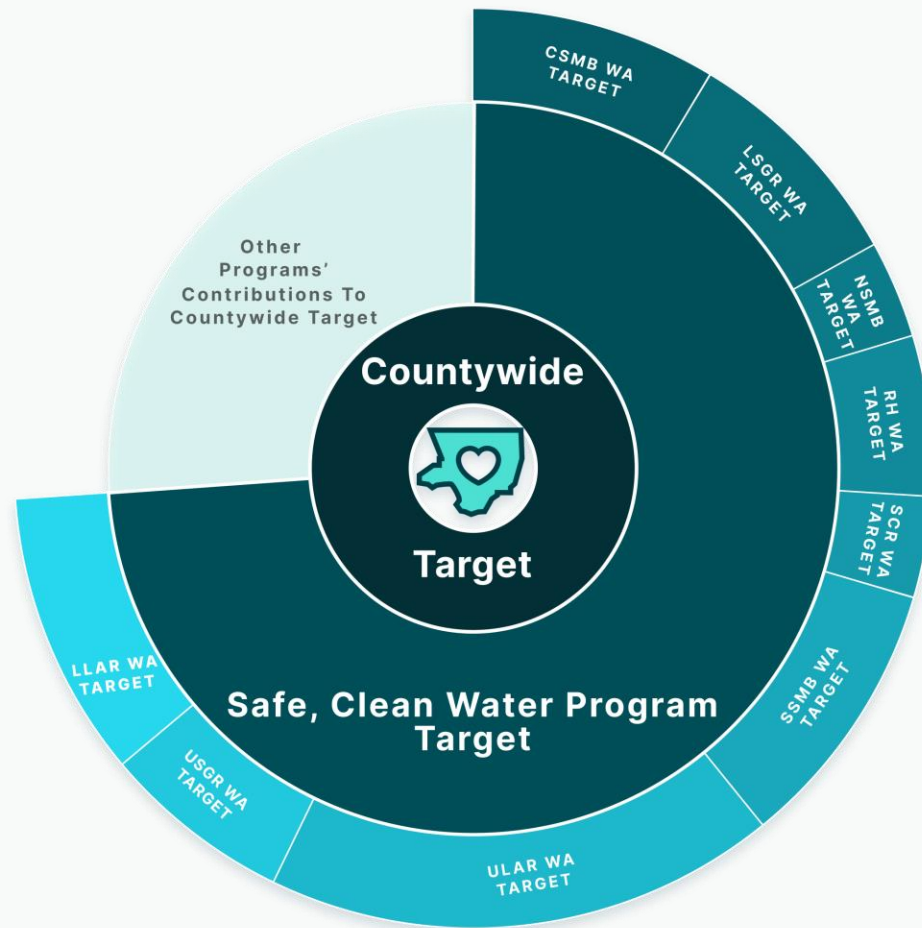 CSMB WA
TARGET
LSGR WA
TARGET
NSMB
WA
TARGET
RH WA
TARGET
SCR WA
TARGET
SSMB WA
TARGET
ULAR WA
TARGET
USGR WA
TARGET
LLAR WA
TARGET
Other
Programs’
Contributions To
Countywide Target
Countywide
Target
Safe, Clean Water Program
Target